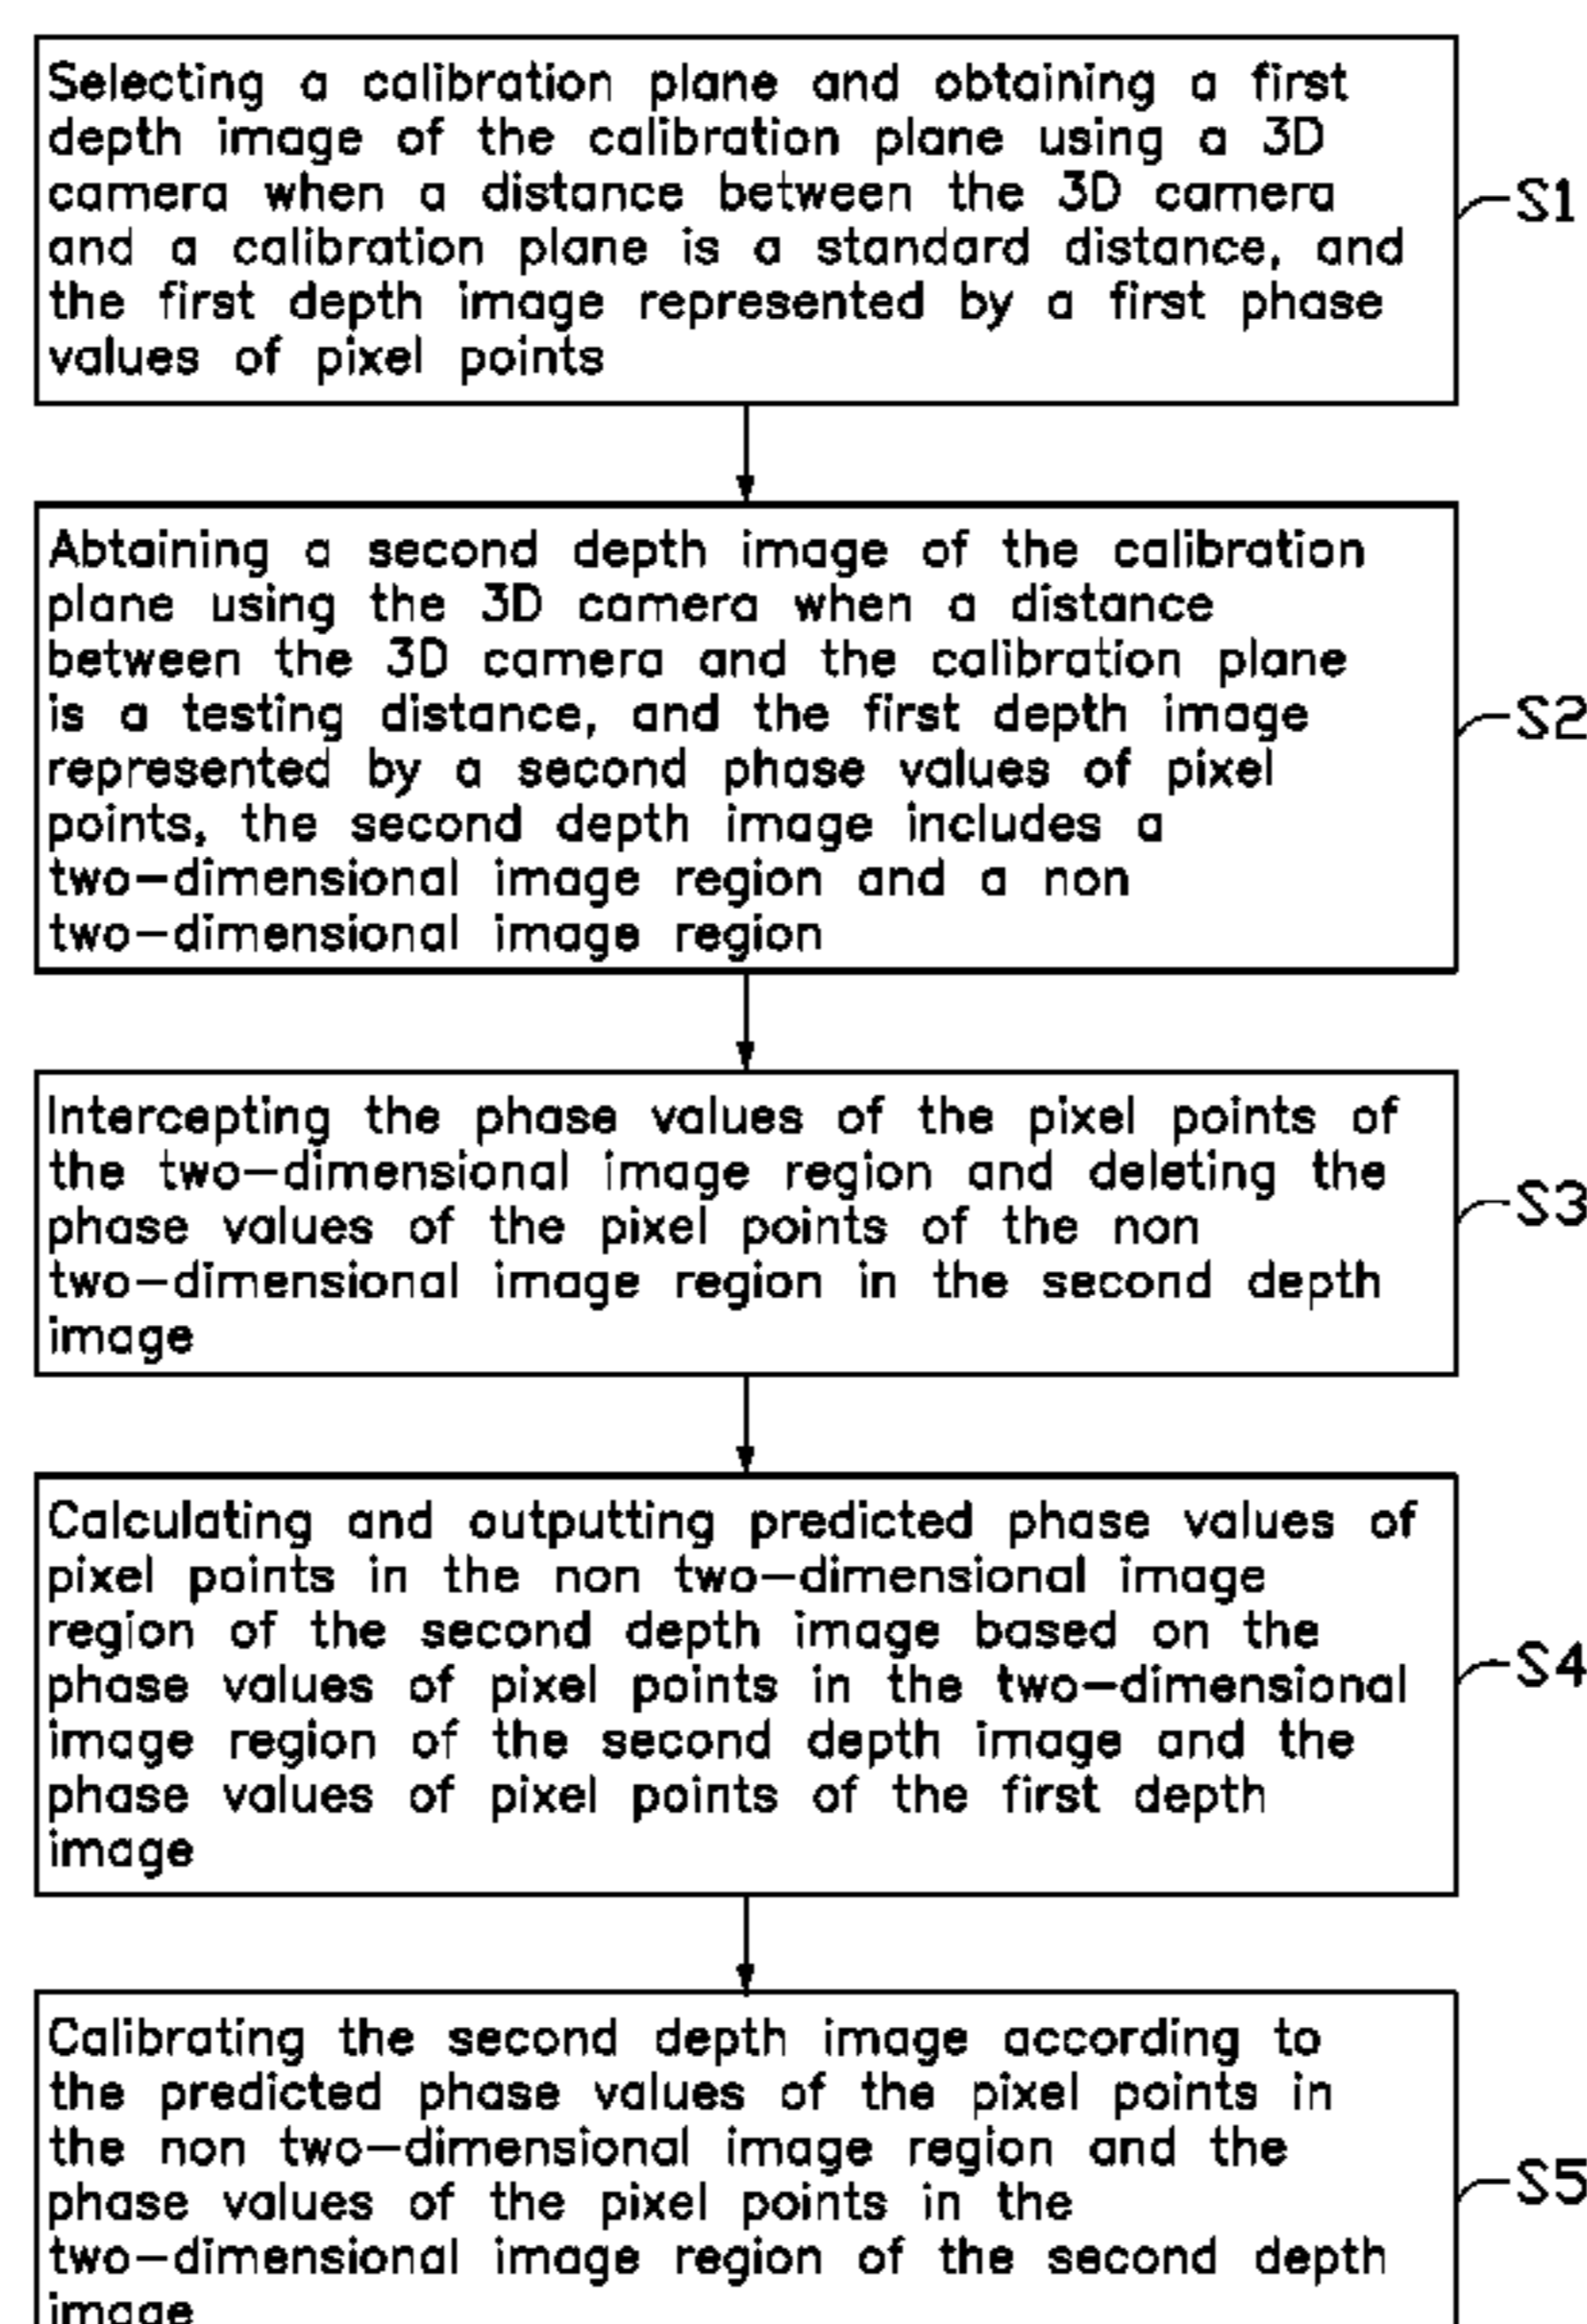 Selecting a calibration plane and obtaining a first
depth image of the calibration plane using a 3D
camera when a distance between the 3D camera
and a calibration plane is a standard distance, and
the first depth image represented by a first phase
values of pixel points
S1
Abtaining a second depth image of the calibration
plane using the 3D camera when a distance
between the 3D camera and the calibration plane
is a testing distance, and the first depth image
represented by a second phase values of pixel
points, the second depth image includes a
two-dimensional image region and a non
two-dimensional image region
S2
Intercepting the phase values of the pixel points of
the two-dimensional image region and deleting the
phase values of the pixel points of the non
two-dimensional image region in the second depth
image
S3
Calculating and outputting predicted phase values of
pixel points in the non two-dimensional image
region of the second depth image based on the
phase values of pixel points in the two-dimensional
image region of the second depth image and the
phase values of pixel points of the first depth
image
S4
Calibrating the second depth image according to
the predicted phase values of the pixel points in
the non two-dimensional image region and the
phase values of the pixel points in the
two-dimensional image region of the second depth
image
S5